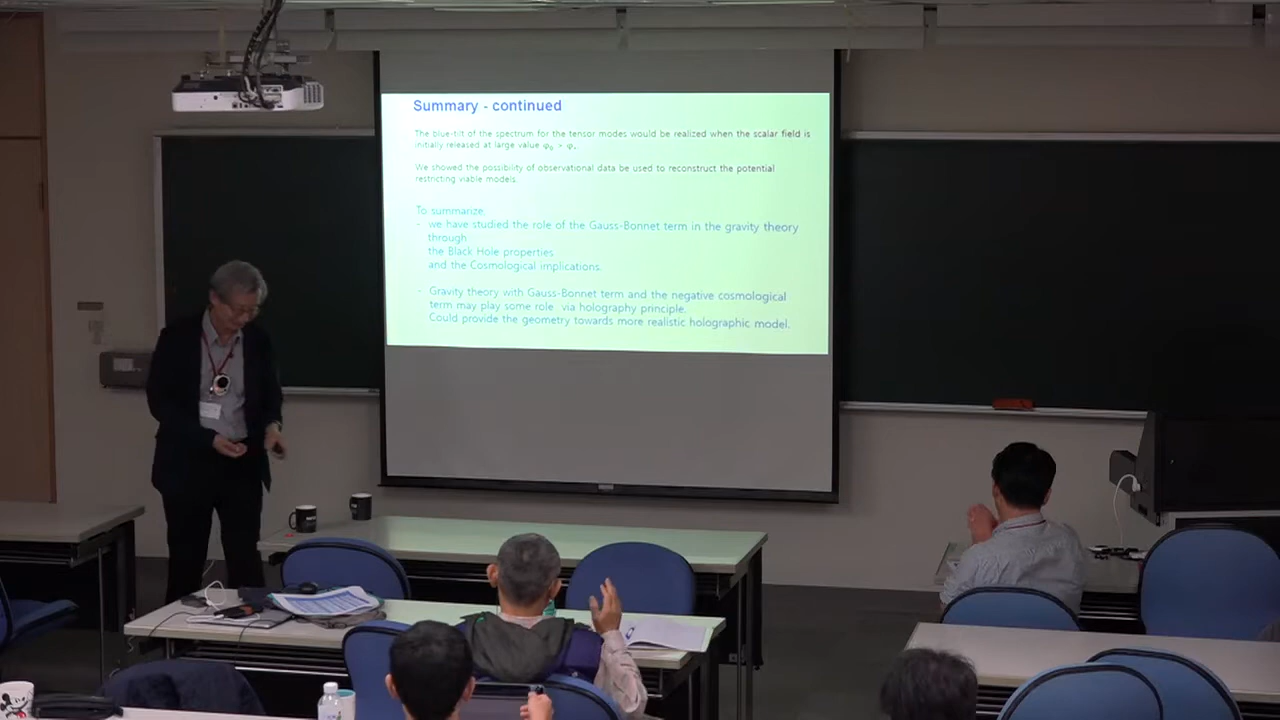 Summary - continued
The blue-tilt of the spectrum for the tensor modes would be realized when the scalar field is
initially released at large value φ₀ > φ*.
We showed the possibility of observational data be used to reconstruct the potential
restricting viable models.
To summarize:
- we have studied the role of the Gauss-Bonnet term in the gravity theory
through
the Black Hole properties
and the Cosmological implications.
- Gravity theory with Gauss-Bonnet term and the negative cosmological
term may play some role via holography principle.
Could provide the geometry towards more realistic holographic model.